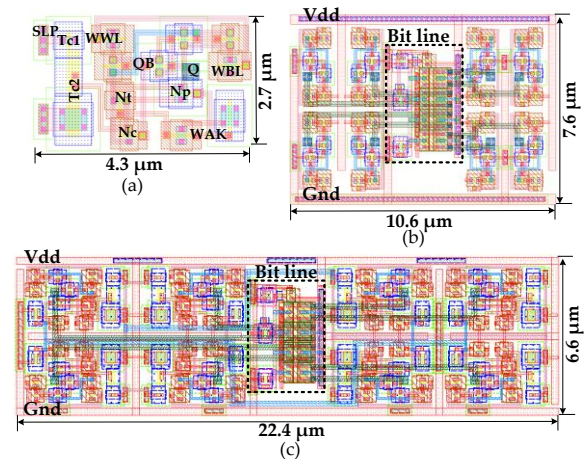 (a)
SLP
Tc1
WWL
QB
Q
WBL
Tc2
Nt
Np
Nc
WAK
2.7 µm
4.3 µm
(b)
Vdd
Bit line
Gnd
7.6 µm
10.6 µm
Vdd
Bit line
Gnd
6.6 µm
22.4 µm
(c)